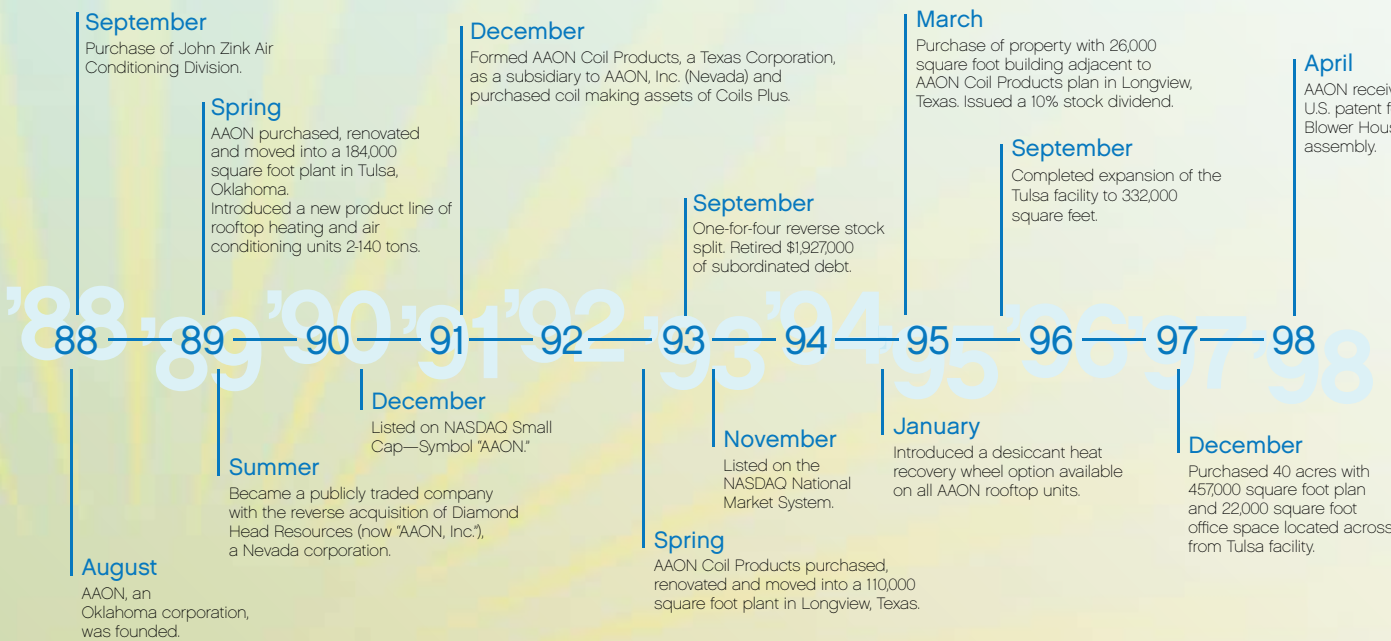 September
Purchase of John Zink Air
Conditioning Division.
Spring
AAON purchased, renovated
and moved into a 184,000
square foot plant in Tulsa,
Oklahoma.
Introduced a new product line of
rooftop heating and air
conditioning units 2-140 tons.
December
Formed AAON Coil Products, a Texas Corporation,
as a subsidiary to AAON, Inc. (Nevada) and
purchased coil making assets of Coils Plus.
September
One-for-four reverse stock
split. Retired $1,927,000
of subordinated debt.
March
Purchase of property with 26,000
square foot building adjacent to
AAON Coil Products plan in Longview,
Texas. Issued a 10% stock dividend.
September
Completed expansion of the
Tulsa facility to 332,000
square feet.
April
AAON
U.S. patent
Blower
assembly.
'88 '89 '90 '91 '92 '93 '94 '95 '96 '97 '98
88 89 90 91 92 93 94 95 96 97 98
August
AAON, an
Oklahoma corporation,
was founded.
Summer
Became a publicly traded company
with the reverse acquisition of Diamond
Head Resources (now "AAON, Inc."),
a Nevada corporation.
December
Listed on NASDAQ Small
Cap—Symbol "AAON."
Spring
AAON Coil Products purchased,
renovated and moved into a 110,000
square foot plant in Longview, Texas.
November
Listed on the
NASDAQ National
Market System.
January
Introduced a desiccant heat
recovery wheel option available
on all AAON rooftop units.
December
Purchased 40 acres with
457,000 square foot plan
and 22,000 square foot
office space located across
from Tulsa facility.